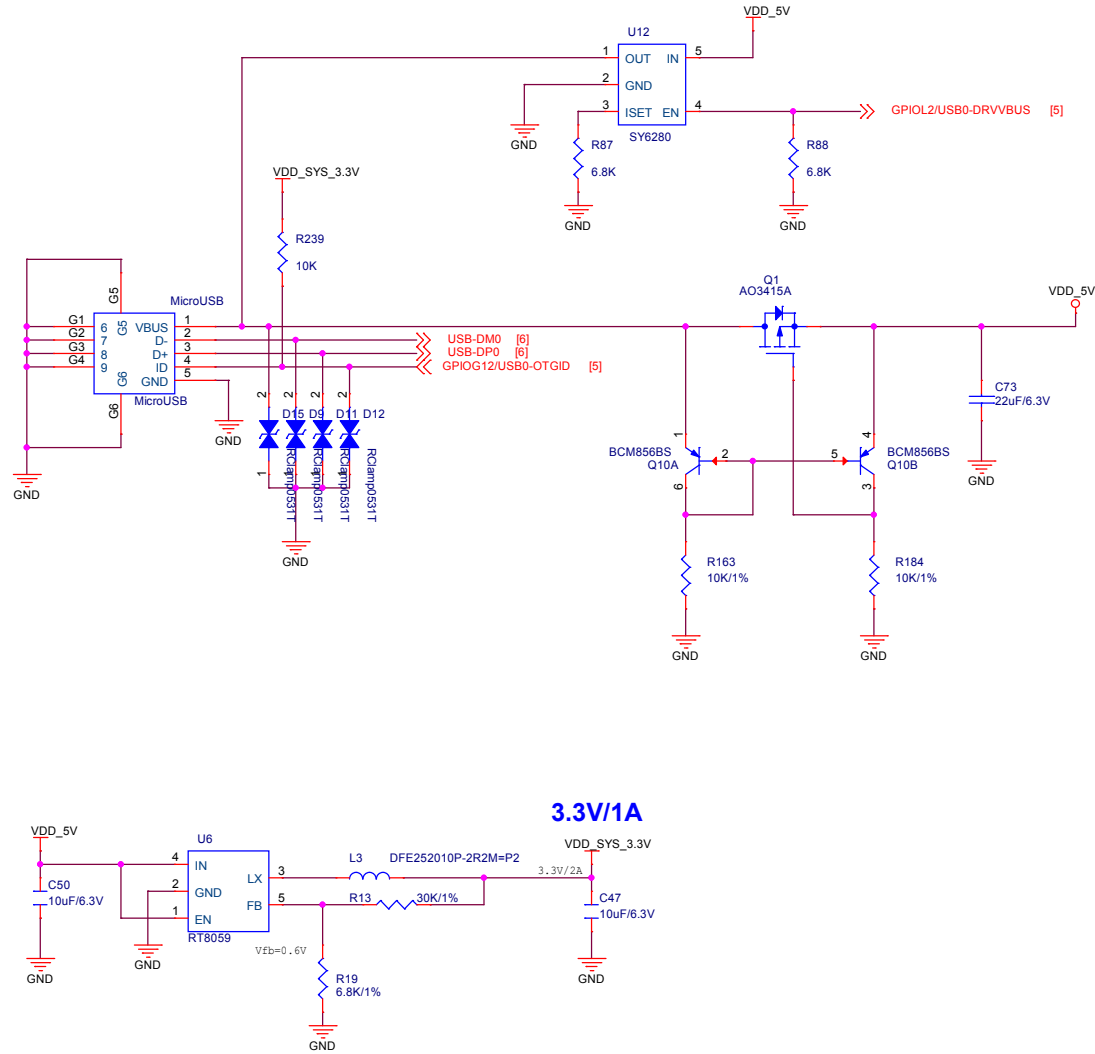 VDD_5V
U12
1 OUT IN 5
2 GND
3 ISET EN 4
SY6280
GPIOL2/USB0-DRVVBUS [5]
GND
R87
6.8K
R88
6.8K
GND
GND
VDD_SYS_3.3V
R239
10K
G5
MicroUSB
G1 6 G5 VBUS 1
G2 7 D- 2
G3 8 D+ 3
G4 9 ID 4
G6 GND 5
MicroUSB
G6
GND
USB-DM0 [6]
USB-DP0 [6]
GPIOG12/USB0-OTGID [5]
GND
2 2 2 2
D15 D9 D11 D12
1 1 1 1
RClamp0531T
RClamp0531T
RClamp0531T
RClamp0531T
GND
Q1
AO3415A
VDD_5V
C73
22uF/6.3V
GND
1
BCM856BS
Q10A
2
6
4
BCM856BS
Q10B
5
3
R163
10K/1%
R184
10K/1%
GND
GND
3.3V/1A
VDD_5V
U6
C50
10uF/6.3V
GND
4 IN
2 GND
1 EN
LX 3
FB 5
RT8059
GND
L3 DFE252010P-2R2M=P2
R13 30K/1%
3.3V/2A
VDD_SYS_3.3V
C47
10uF/6.3V
GND
Vfb=0.6V
R19
6.8K/1%
GND